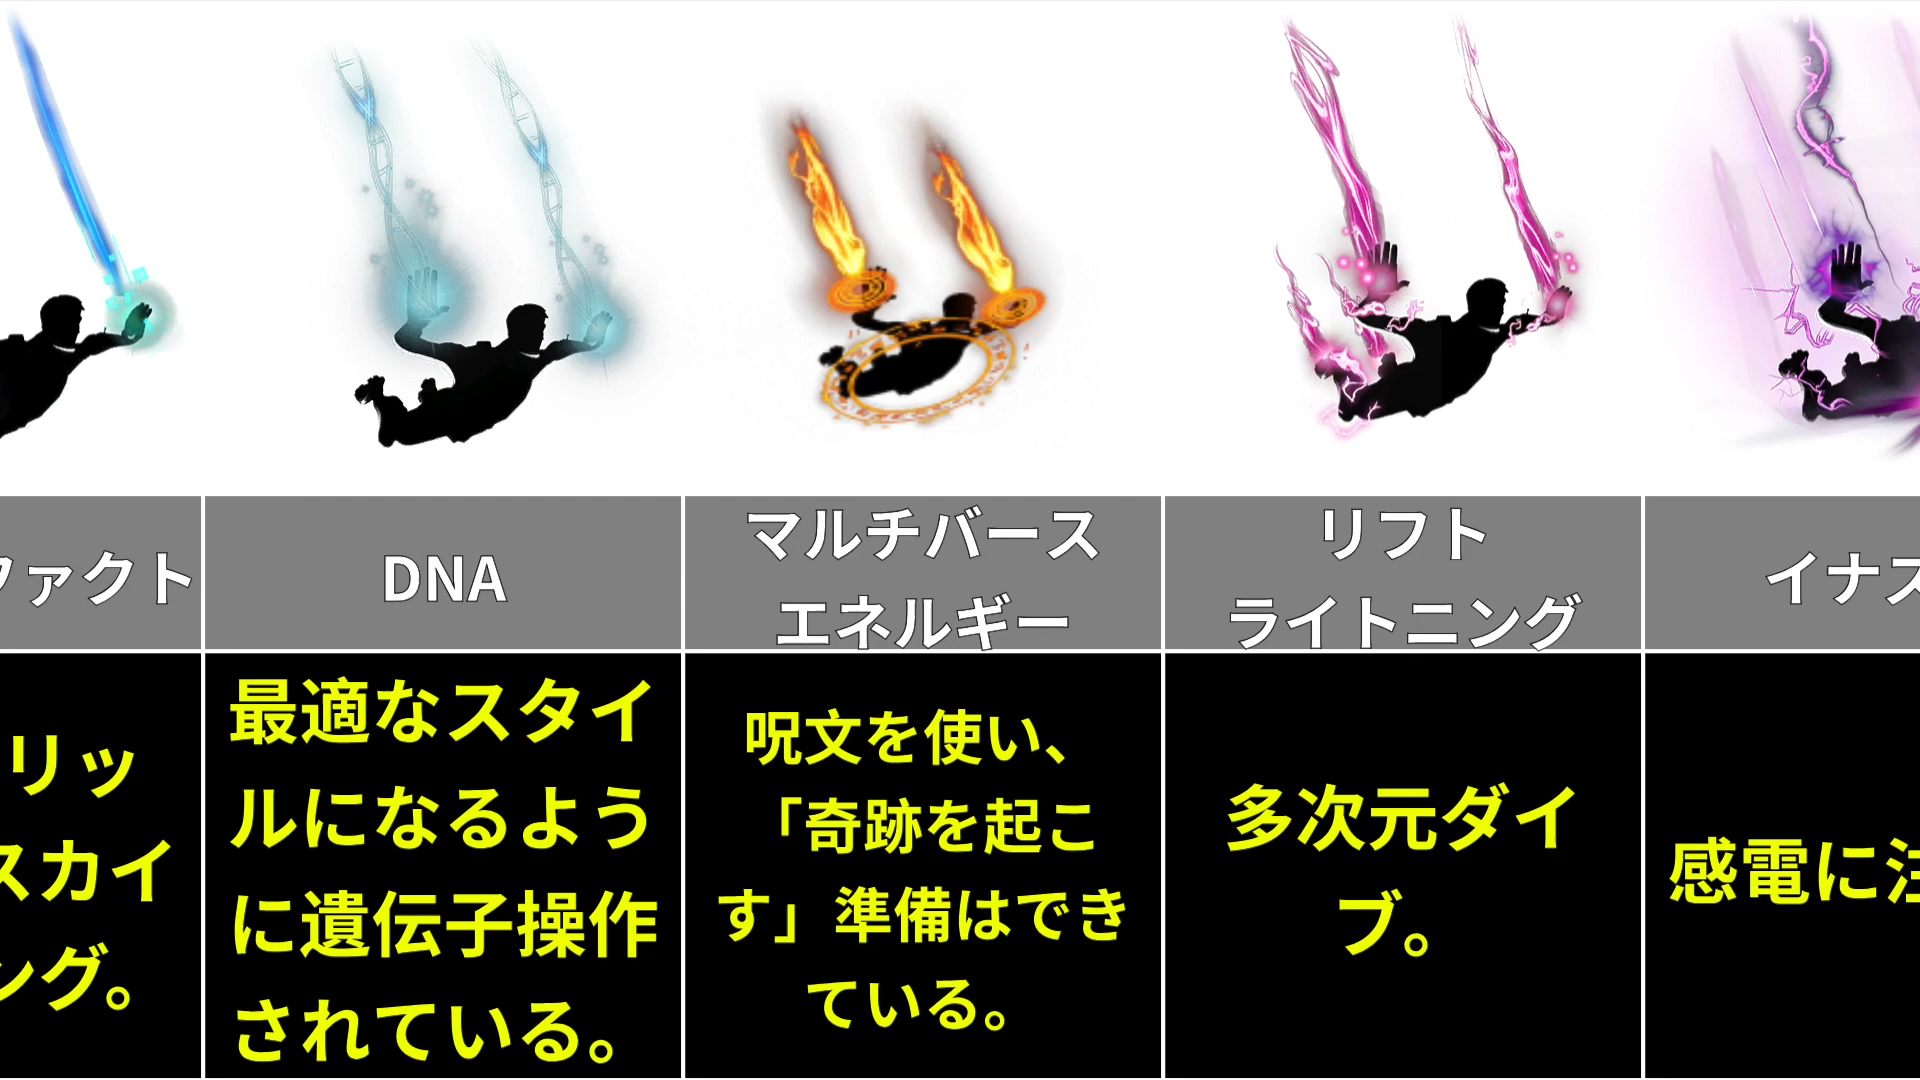 ファクト
リッ
スカイ
ング。
DNA
最適なスタイ
ルになるよう
に遺伝子操作
されている。
マルチバース
エネルギー
呪文を使い、
「奇跡を起こ
す」準備はでき
ている。
リフト
ライトニング
多次元ダイ
ブ。
イナズ
感電に注